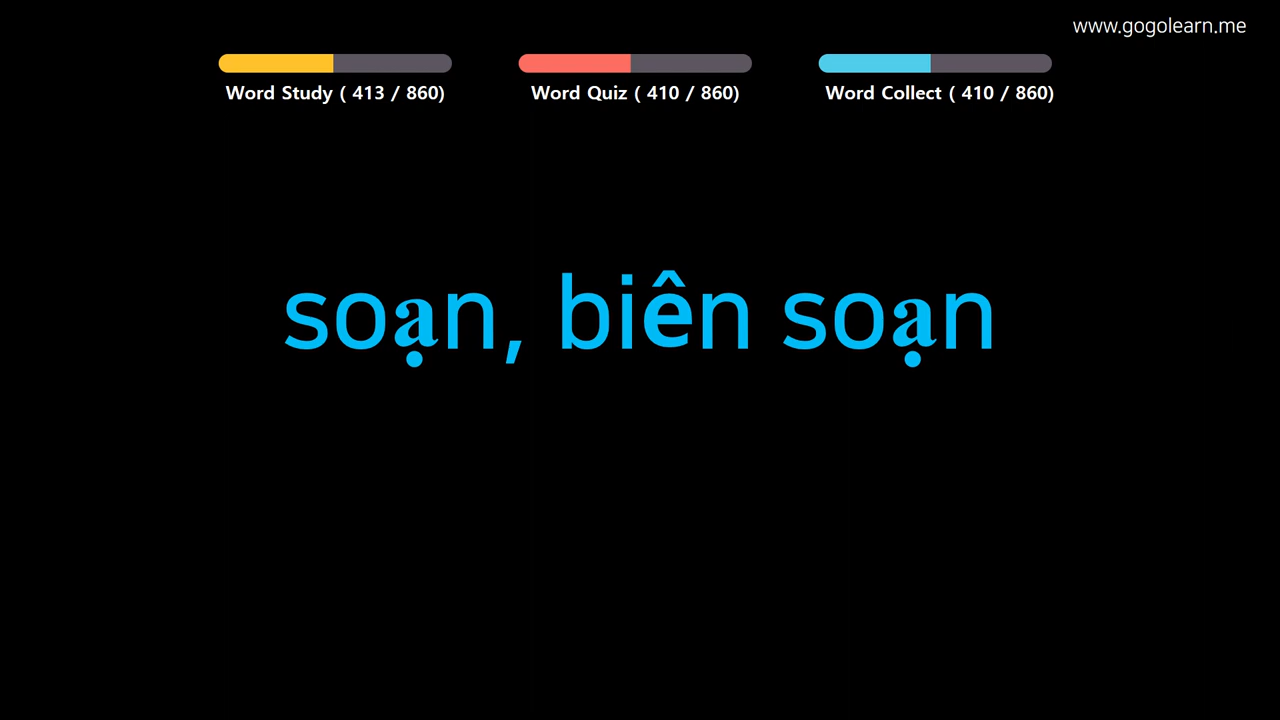 www.gogolearn.me
Word Study ( 413 / 860)
Word Quiz ( 410 / 860)
Word Collect ( 410 / 860)
soạn, biên soạn